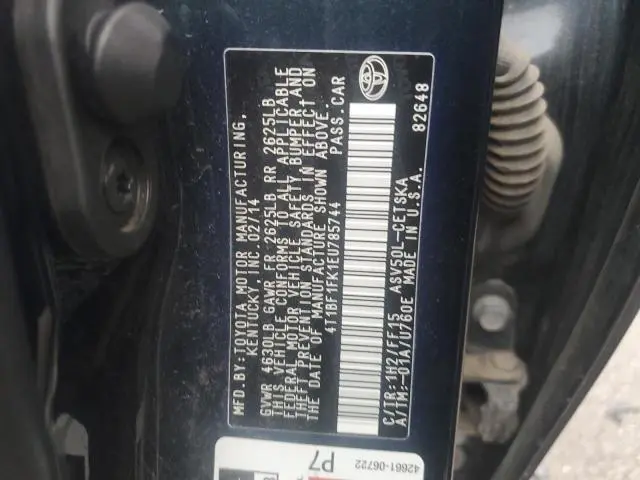 MFD.BY:TOYOTA MOTOR MANUFACTURING,
KENTUCKY, INC. 02/14
GVWR 4630LB GAWR FR 2625LB RR 2625LB
THIS VEHICLE CONFORMS TO ALL APPLICABLE
FEDERAL MOTOR VEHICLE SAFETY, BUMPER AND
THEFT PREVENTION STANDARDS IN EFFECT ON
THE DATE OF MANUFACTURE SHOWN ABOVE.
4T1BF1FK1EU785744 PASS.CAR
C/TR:1H2/FF15 ASV50L-CETSKA
A/TM:-01A/U760E MADE IN U.S.A. 82648
42661-06722
P7